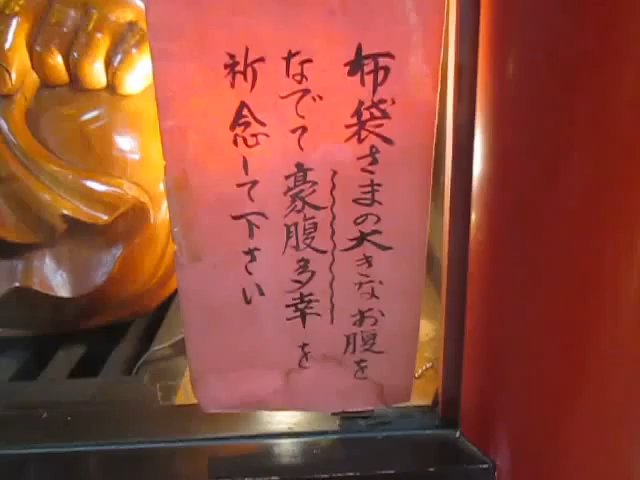 布袋さまの大きなお腹を
なでて豪腹多幸を
祈念して下さい